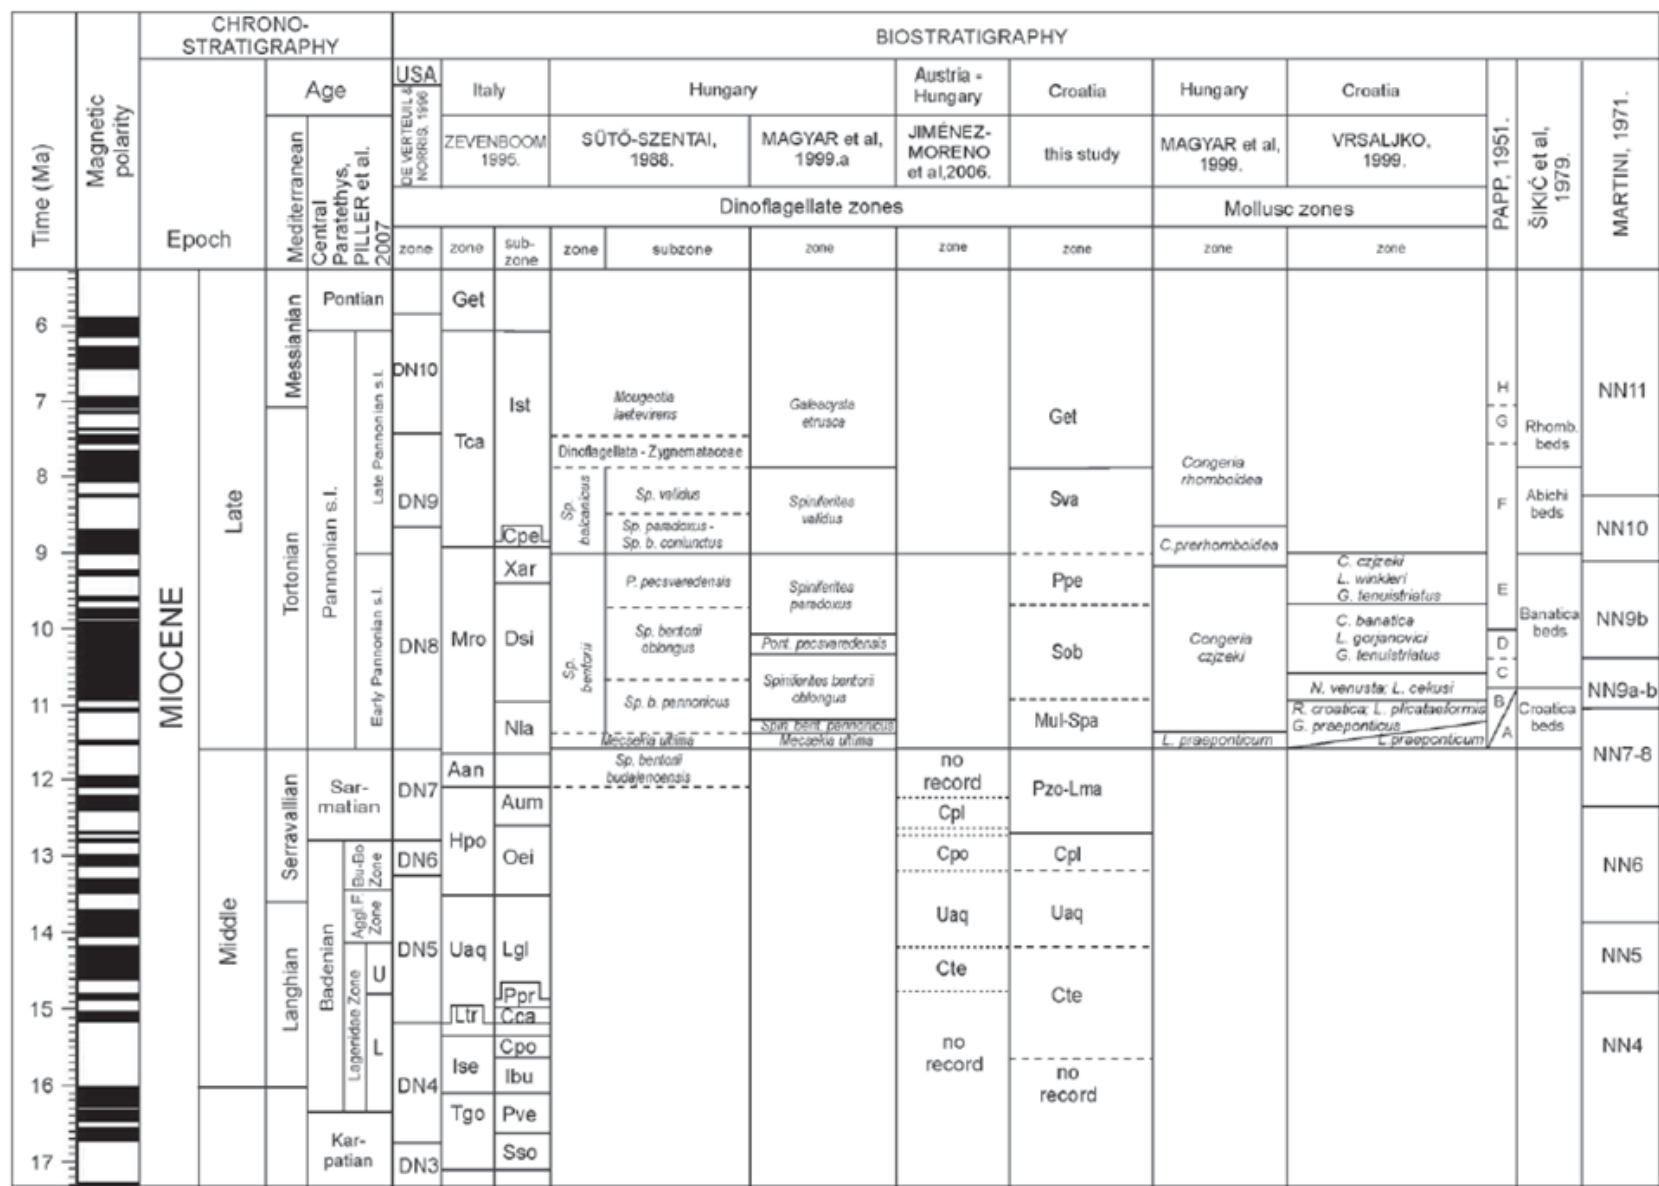 CHRONO-
STRATIGRAPHY
BIOSTRATIGRAPHY
Time (Ma)
Magnetic
polarity
Epoch
Age
Mediterranean
Central
Paratethys,
PILLER et al.
2007
USA
Italy
Hungary
Austria -
Hungary
Croatia
Hungary
Croatia
DE VERTEUIL &
NORRIS, 1996
ZEVENBOOM
1995.
SÜTŐ-SZENTAI,
1988.
MAGYAR et al,
1999.a
JIMÉNEZ-
MORENO
et al,2006.
this study
MAGYAR et al,
1999.
VRSALJKO,
1999.
PAPP, 1951.
ŠIKIĆ et al,
1979.
MARTINI, 1971.
Dinoflagellate zones
Mollusc zones
zone
zone
sub-
zone
zone
subzone
zone
zone
zone
zone
zone
6
7
8
9
10
11
12
13
14
15
16
17
MIOCENE
Late
Middle
Messianian
Tortonian
Serravallian
Langhian
Pontian
Pannonian s.l.
Late Pannonian s.l.
Early Pannonian s.l.
Sar-
matian
Badenian
Bu-Bo
Zone
Aggl.F.
Zone
Lagenidae Zone
U
L
Kar-
patian
DN10
DN9
DN8
DN7
DN6
DN5
DN4
DN3
Get
Tca
Mro
Aan
Hpo
Uaq
Ltr
Ise
Tgo
Ist
Cpe
Xar
Dsi
Nla
Aum
Oei
Lgl
Ppr
Cca
Cpo
Ibu
Pve
Sso
Mougeotia
laetevirens
Dinoflagellata - Zygnemataceae
Sp.
balcanicus
Sp. validus
Sp. paradoxus -
Sp. b. coniunctus
Sp.
bentorii
P. pecsvaredensis
Sp. bentorii
oblongus
Sp. b. pannonicus
Mecsekia ultima
Sp. bentorii
budajenoensis
Galeacysta
etrusca
Spiniferites
validus
Spiniferites
paradoxus
Pont. pecsvaredensis
Spiniferites bentorii
oblongus
Spin. bent. pannonicus
Mecsekia ultima
no
record
Cpl
Cpo
Uaq
Cte
no
record
Get
Sva
Ppe
Sob
Mul-Spa
Pzo-Lma
Cpl
Uaq
Cte
no
record
Congeria
rhomboidea
C.prerhomboidea
Congeria
czjzeki
L. praeponticum
C. czjzeki
L. winkleri
G. tenuistriatus
C. banatica
L. gorjanovici
G. tenuistriatus
N. venusta; L. cekusi
R. croatica; L. plicataeformis
G. praeponticus
L.praeponticum
H
G
F
E
D
C
B
A
Rhomb.
beds
Abichi
beds
Banatica
beds
Croatica
beds
NN11
NN10
NN9b
NN9a-b
NN7-8
NN6
NN5
NN4